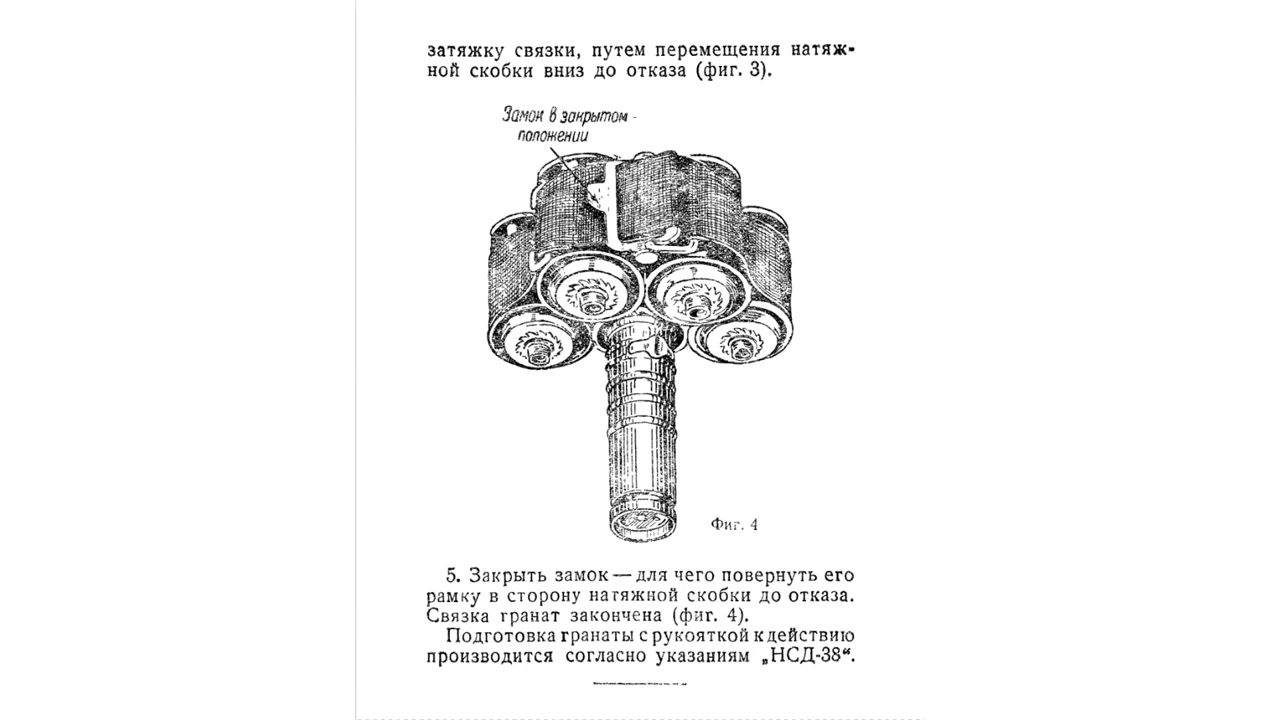 затяжку связки, путем перемещения натяж-
ной скобки вниз до отказа (фиг. 3).
Замок в закрытом
положении
Фиг. 4
5. Закрыть замок — для чего повернуть его
рамку в сторону натяжной скобки до отказа.
Связка гранат закончена (фиг. 4).
Подготовка гранаты с рукояткой к действию
производится согласно указаниям „НСД-38“.